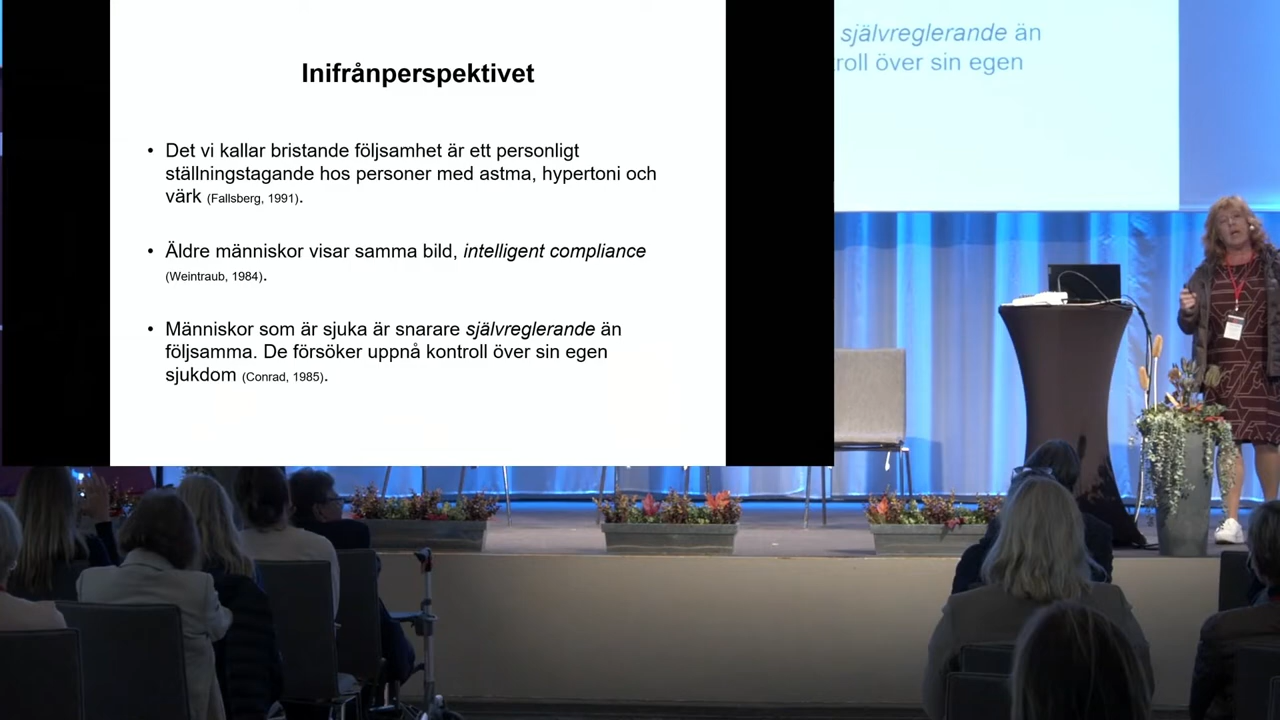 Inifrånperspektivet
• Det vi kallar bristande följsamhet är ett personligt
ställningstagande hos personer med astma, hypertoni och
värk (Fallsberg, 1991).
• Äldre människor visar samma bild, intelligent compliance
(Weintraub, 1984).
• Människor som är sjuka är snarare självreglerande än
följsamma. De försöker uppnå kontroll över sin egen
sjukdom (Conrad, 1985).
självreglerande än
roll över sin egen